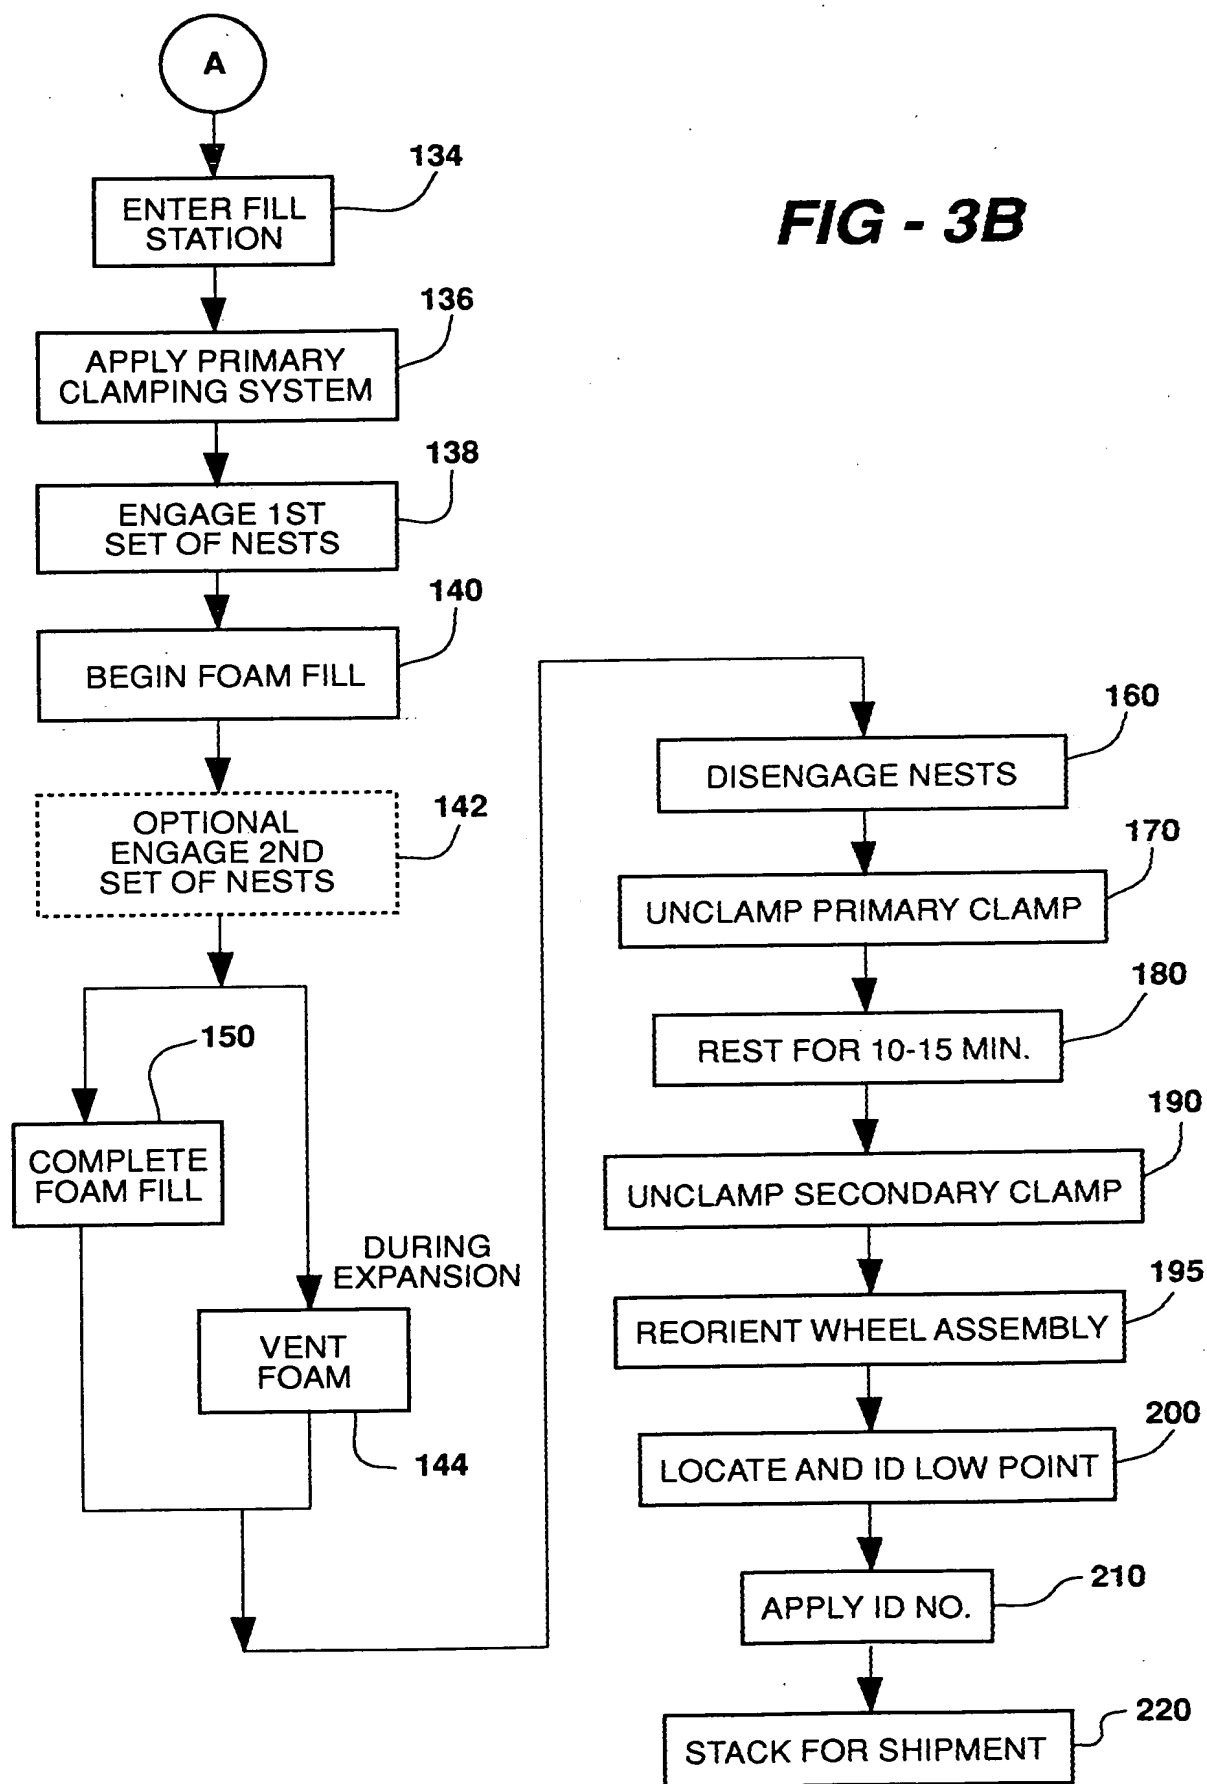 A
134
ENTER FILL
STATION
FIG - 3B
136
APPLY PRIMARY
CLAMPING SYSTEM
138
ENGAGE 1ST
SET OF NESTS
140
BEGIN FOAM FILL
142
OPTIONAL
ENGAGE 2ND
SET OF NESTS
150
COMPLETE
FOAM FILL
DURING
EXPANSION
VENT
FOAM
144
160
DISENGAGE NESTS
170
UNCLAMP PRIMARY CLAMP
180
REST FOR 10-15 MIN.
190
UNCLAMP SECONDARY CLAMP
195
REORIENT WHEEL ASSEMBLY
200
LOCATE AND ID LOW POINT
210
APPLY ID NO.
220
STACK FOR SHIPMENT